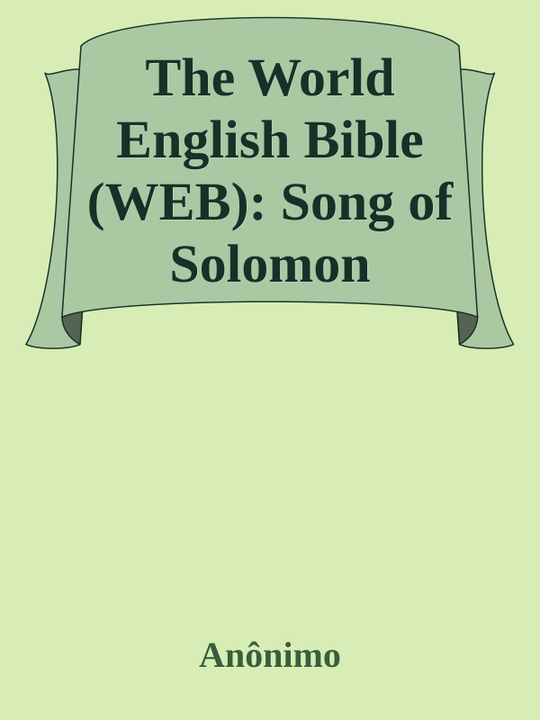 The World
English Bible
(WEB): Song of
Solomon
Anônimo